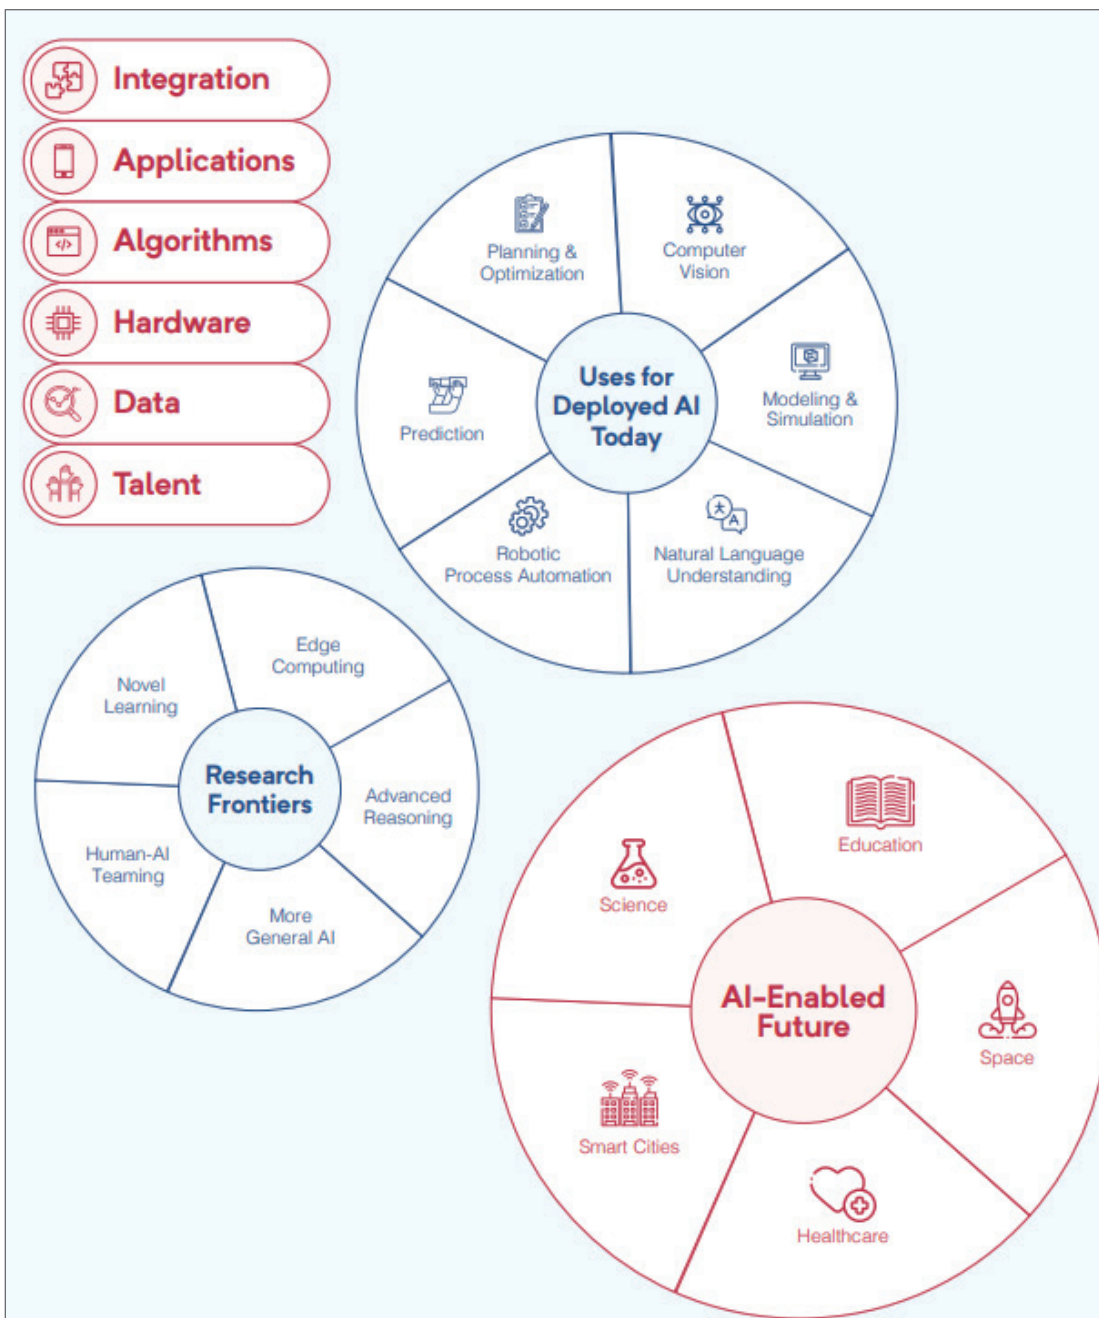 Integration
Applications
Algorithms
Hardware
Data
Talent
Planning &
Optimization
Computer
Vision
Modeling &
Simulation
Natural Language
Understanding
Robotic
Process Automation
Prediction
Uses for
Deployed AI
Today
A
Novel
Learning
Edge
Computing
Advanced
Reasoning
More
General AI
Human-AI
Teaming
Research
Frontiers
Science
Education
Space
Healthcare
Smart Cities
AI-Enabled
Future